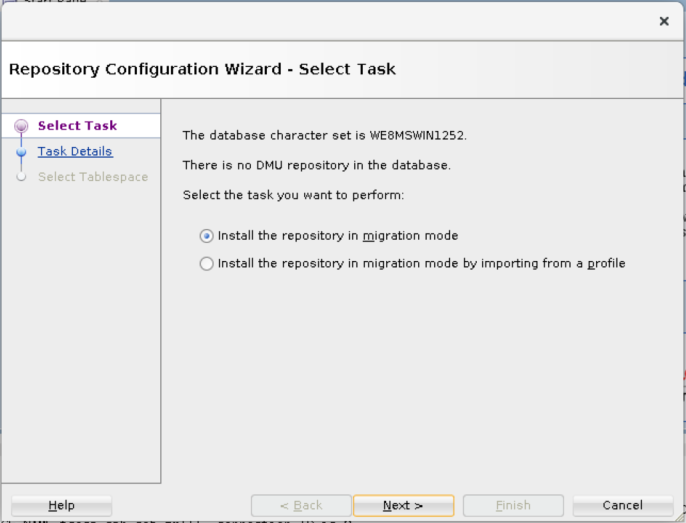 Repository Configuration Wizard - Select Task
Select Task
Task Details
Select Tablespace
The database character set is WE8MSWIN1252.
There is no DMU repository in the database.
Select the task you want to perform:
Install the repository in migration mode
Install the repository in migration mode by importing from a profile
Help
< Back
Next >
Finish
Cancel